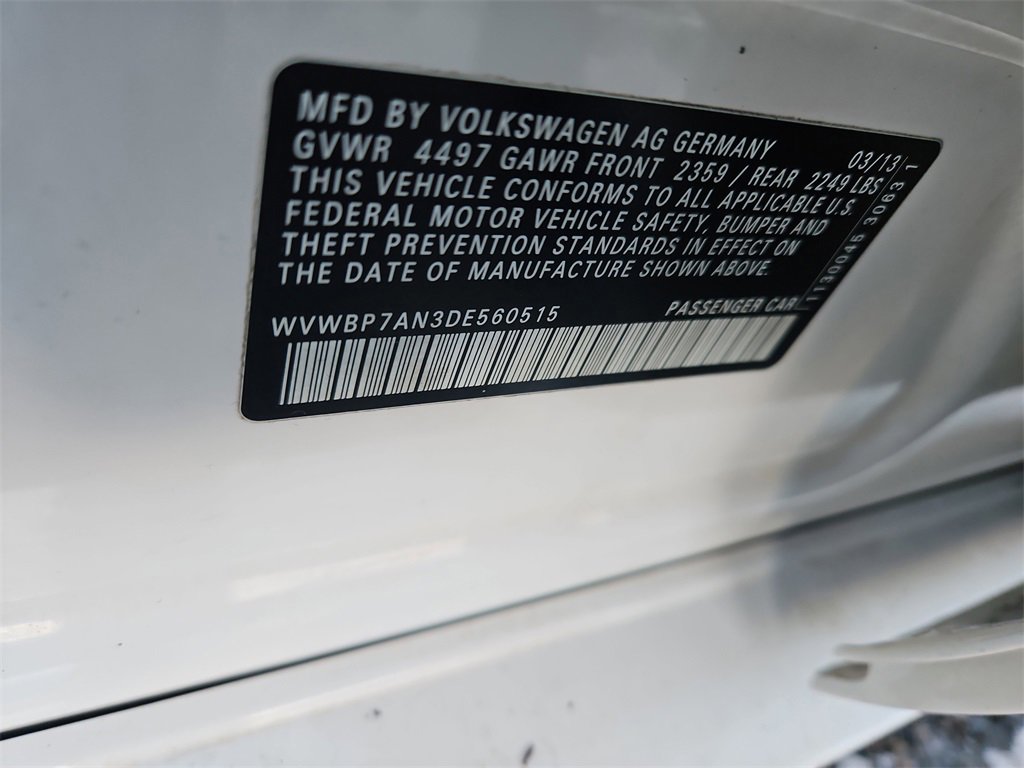 MFD BY VOLKSWAGEN AG GERMANY 03/13
GVWR 4497 GAWR FRONT 2359 / REAR 2249 LBS
THIS VEHICLE CONFORMS TO ALL APPLICABLE U.S.
FEDERAL MOTOR VEHICLE SAFETY, BUMPER AND
THEFT PREVENTION STANDARDS IN EFFECT ON
THE DATE OF MANUFACTURE SHOWN ABOVE.
WVWBP7AN3DE560515 PASSENGER CAR
1130045 30631